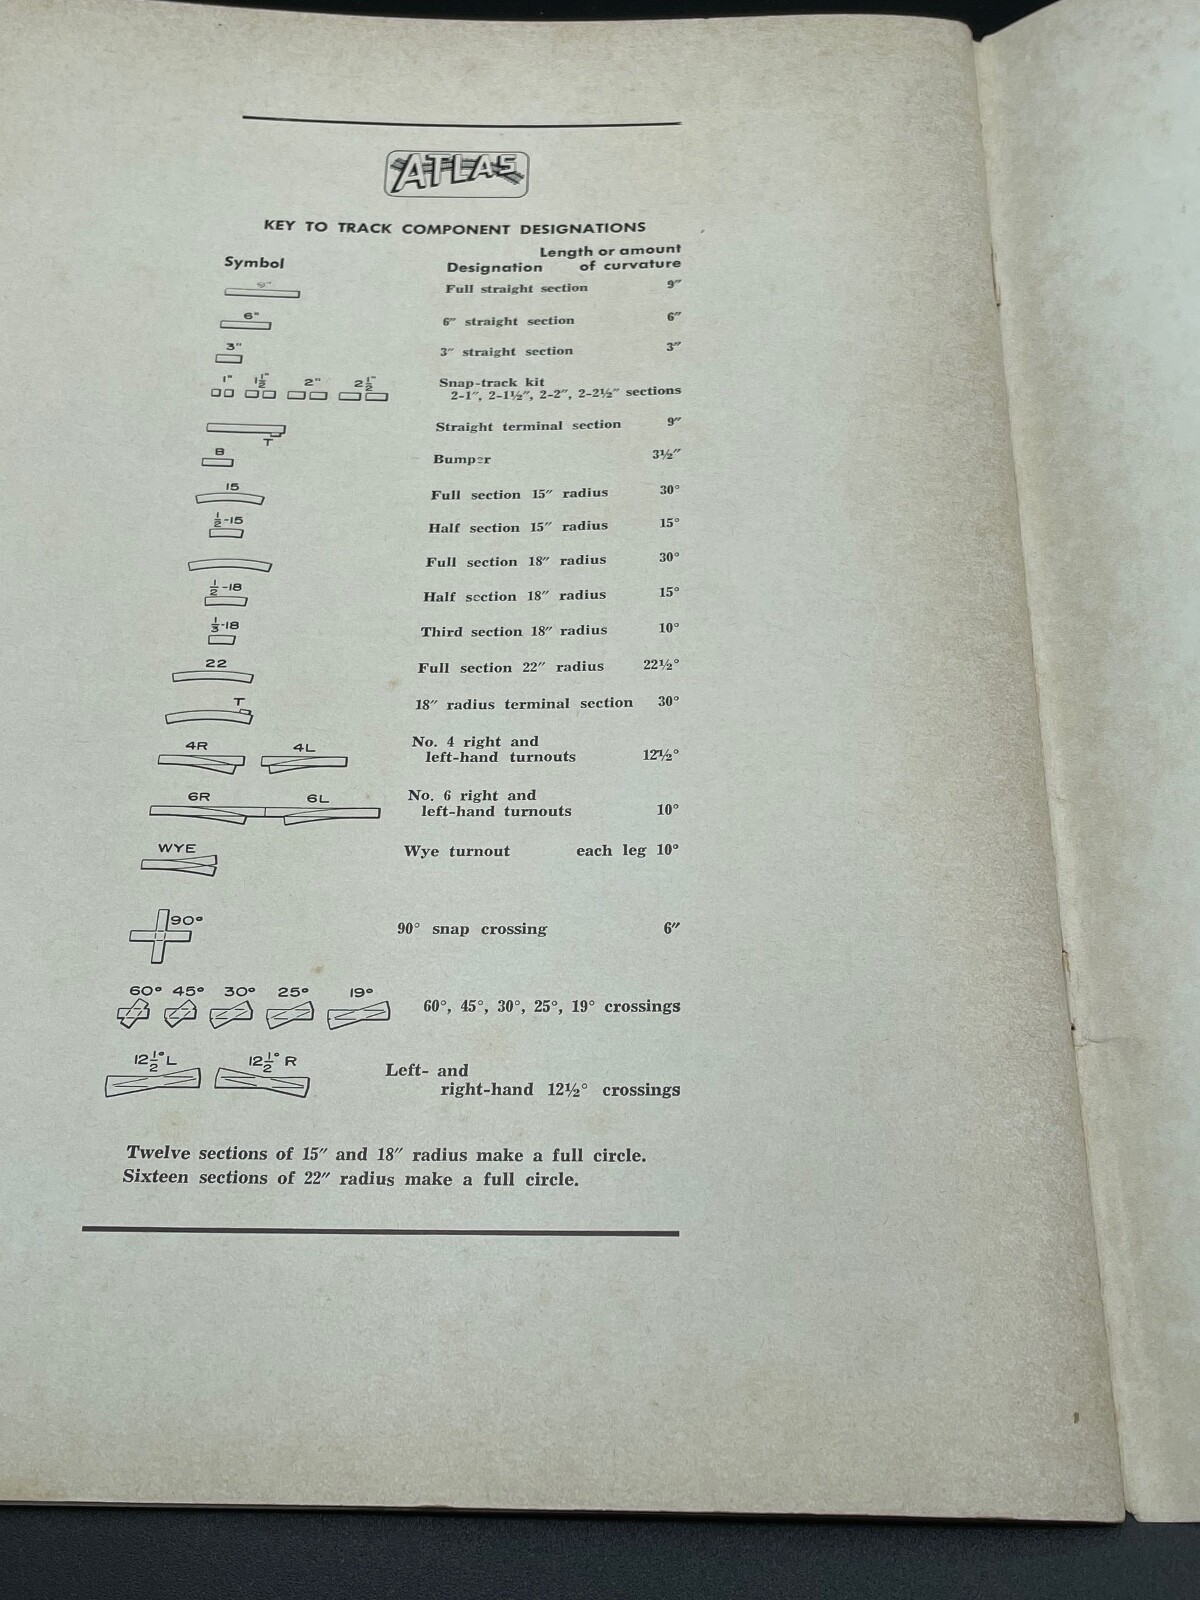 ATLAS
KEY TO TRACK COMPONENT DESIGNATIONS
Symbol Designation Length or amount of curvature
9" Full straight section 9"
6" 6" straight section 6"
3" 3" straight section 3"
1" 1½" 2" 2½" Snap-track kit
2-1", 2-1½", 2-2", 2-2½" sections
T Straight terminal section 9"
B Bumper 3½"
15 Full section 15" radius 30°
½-15 Half section 15" radius 15°
Full section 18" radius 30°
½-18 Half section 18" radius 15°
⅓-18 Third section 18" radius 10°
22 Full section 22" radius 22½°
T 18" radius terminal section 30°
4R 4L No. 4 right and
left-hand turnouts 12½°
6R 6L No. 6 right and
left-hand turnouts 10°
WYE Wye turnout each leg 10°
90° 90° snap crossing 6"
60° 45° 30° 25° 19° 60°, 45°, 30°, 25°, 19° crossings
12½° L 12½° R Left- and
right-hand 12½° crossings
Twelve sections of 15" and 18" radius make a full circle.
Sixteen sections of 22" radius make a full circle.